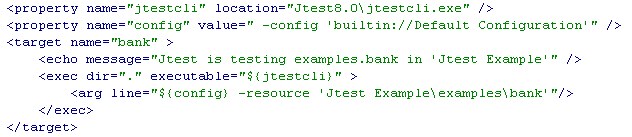 <property name="jtestcli" location="Jtest8.0\jtestcli.exe" />
<property name="config" value=" -config 'builtin://Default Configuration'" />
<target name="bank" >
    <echo message="Jtest is testing examples.bank in 'Jtest Example'" />
    <exec dir="." executable="${jtestcli}" >
        <arg line="${config} -resource 'Jtest Example\examples\bank'"/>
    </exec>
</target>